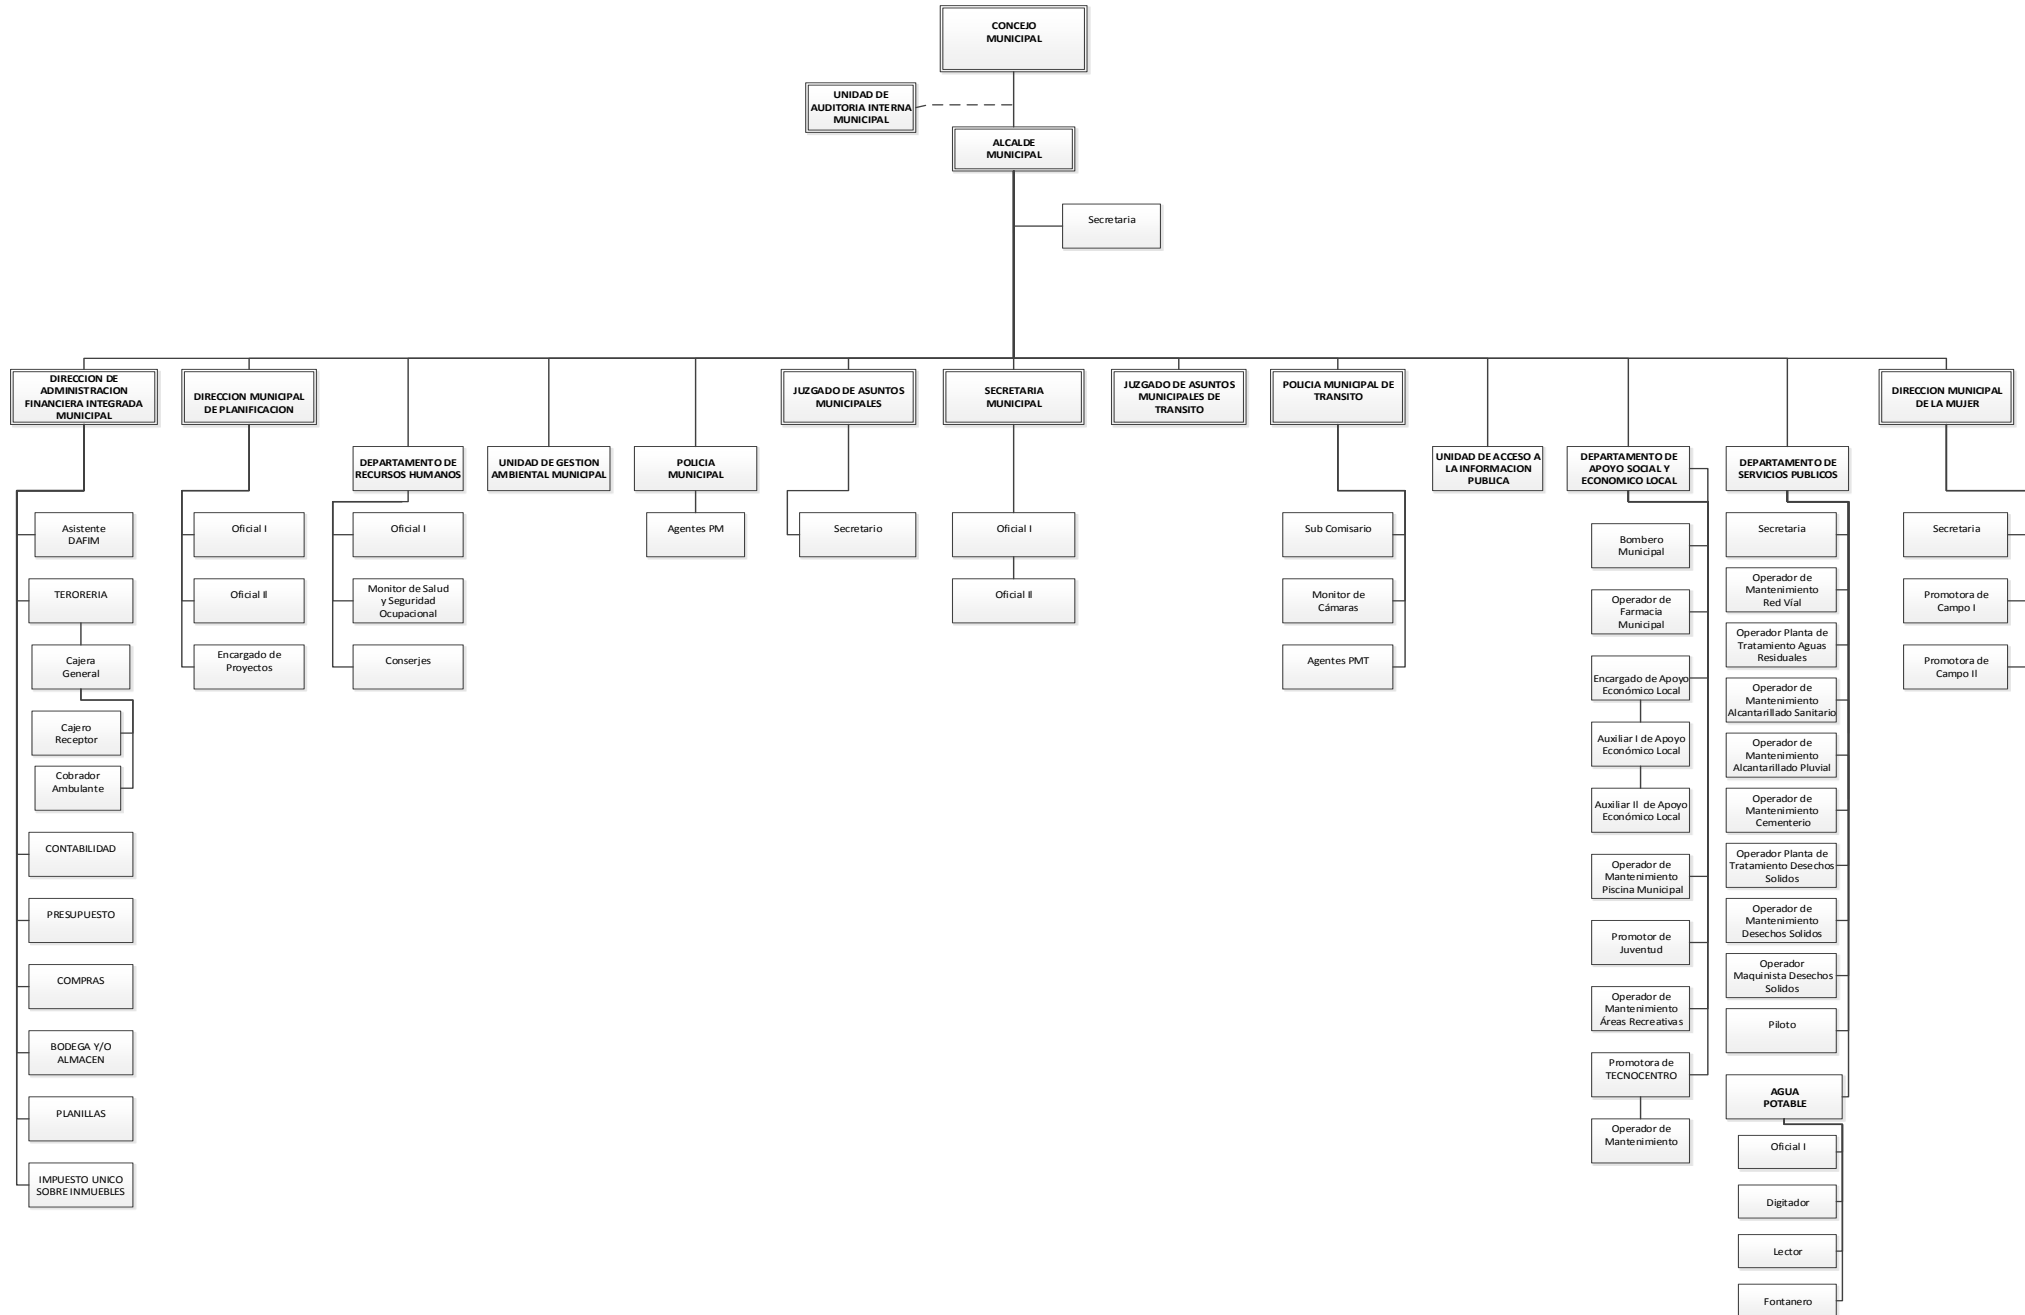 CONCEJO
MUNICIPAL
UNIDAD DE
AUDITORIA INTERNA
MUNICIPAL
ALCALDE
MUNICIPAL
Secretaria
DIRECCION DE
ADMINISTRACION
FINANCIERA INTEGRADA
MUNICIPAL
Asistente
DAFIM
TERORERIA
Cajera
General
Cajero
Receptor
Cobrador
Ambulante
CONTABILIDAD
PRESUPUESTO
COMPRAS
BODEGA Y/O
ALMACEN
PLANILLAS
IMPUESTO UNICO
SOBRE INMUEBLES
DIRECCION MUNICIPAL
DE PLANIFICACION
Oficial I
Oficial II
Encargado de
Proyectos
DEPARTAMENTO DE
RECURSOS HUMANOS
Oficial I
Monitor de Salud
y Seguridad
Ocupacional
Conserjes
UNIDAD DE GESTION
AMBIENTAL MUNICIPAL
POLICIA
MUNICIPAL
Agentes PM
JUZGADO DE ASUNTOS
MUNICIPALES
Secretario
SECRETARIA
MUNICIPAL
Oficial I
Oficial II
JUZGADO DE ASUNTOS
MUNICIPALES DE
TRANSITO
POLICIA MUNICIPAL DE
TRANSITO
Sub Comisario
Monitor de
Cámaras
Agentes PMT
UNIDAD DE ACCESO A
LA INFORMACION
PUBLICA
DEPARTAMENTO DE
APOYO SOCIAL Y
ECONOMICO LOCAL
Bombero
Municipal
Operador de
Farmacia
Municipal
Encargado de Apoyo
Económico Local
Auxiliar I de Apoyo
Económico Local
Auxiliar II de Apoyo
Económico Local
Operador de
Mantenimiento
Piscina Municipal
Promotor de
Juventud
Operador de
Mantenimiento
Áreas Recreativas
Promotora de
TECNOCENTRO
Operador de
Mantenimiento
DEPARTAMENTO DE
SERVICIOS PUBLICOS
Secretaria
Operador de
Mantenimiento
Red Víal
Operador Planta de
Tratamiento Aguas
Residuales
Operador de
Mantenimiento
Alcantarillado Sanitario
Operador de
Mantenimiento
Alcantarillado Pluvial
Operador de
Mantenimiento
Cementerio
Operador Planta de
Tratamiento Desechos
Solidos
Operador de
Mantenimiento
Desechos Solidos
Operador
Maquinista Desechos
Solidos
Piloto
AGUA
POTABLE
Oficial I
Digitador
Lector
Fontanero
DIRECCION MUNICIPAL
DE LA MUJER
Secretaria
Promotora de
Campo I
Promotora de
Campo II